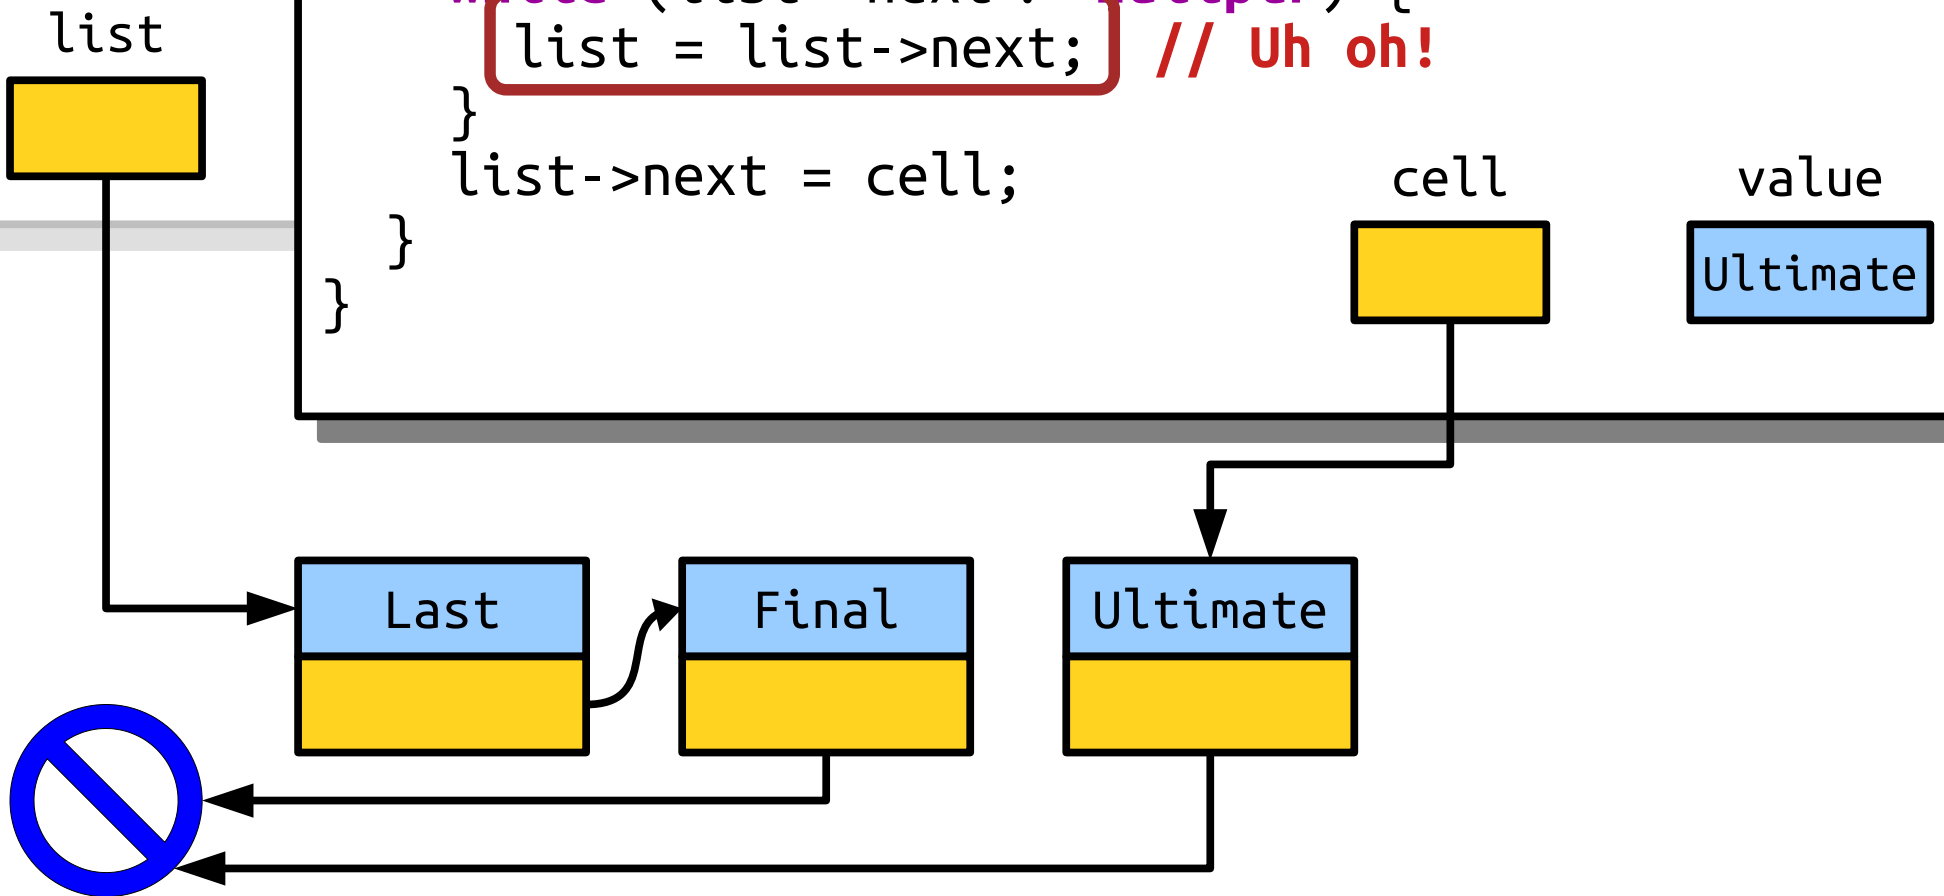 list
list = list->next; // Uh oh!
}
list->next = cell;
}
}
cell
value
Ultimate
Last
Final
Ultimate